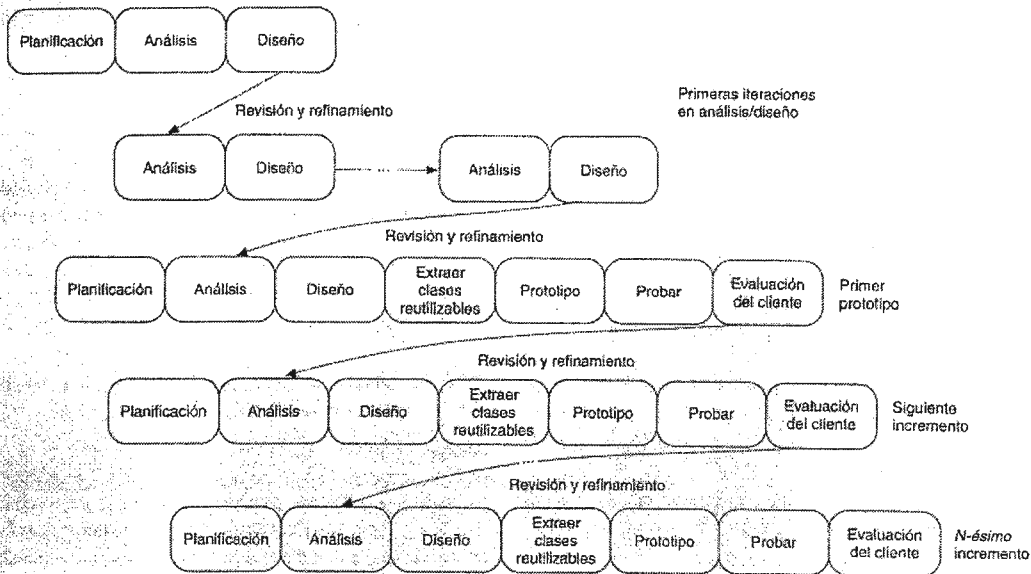 Planificación Análisis Diseño
Revisión y refinamiento
Primeras iteraciones
en análisis/diseño
Análisis Diseño ... Análisis Diseño
Revisión y refinamiento
Planificación Análisis Diseño Extraer clases reutilizables Prototipo Probar Evaluación del cliente
Primer
prototipo
Revisión y refinamiento
Planificación Análisis Diseño Extraer clases reutilizables Prototipo Probar Evaluación del cliente
Siguiente
incremento
Revisión y refinamiento
Planificación Análisis Diseño Extraer clases reutilizables Prototipo Probar Evaluación del cliente
N-ésimo
incremento